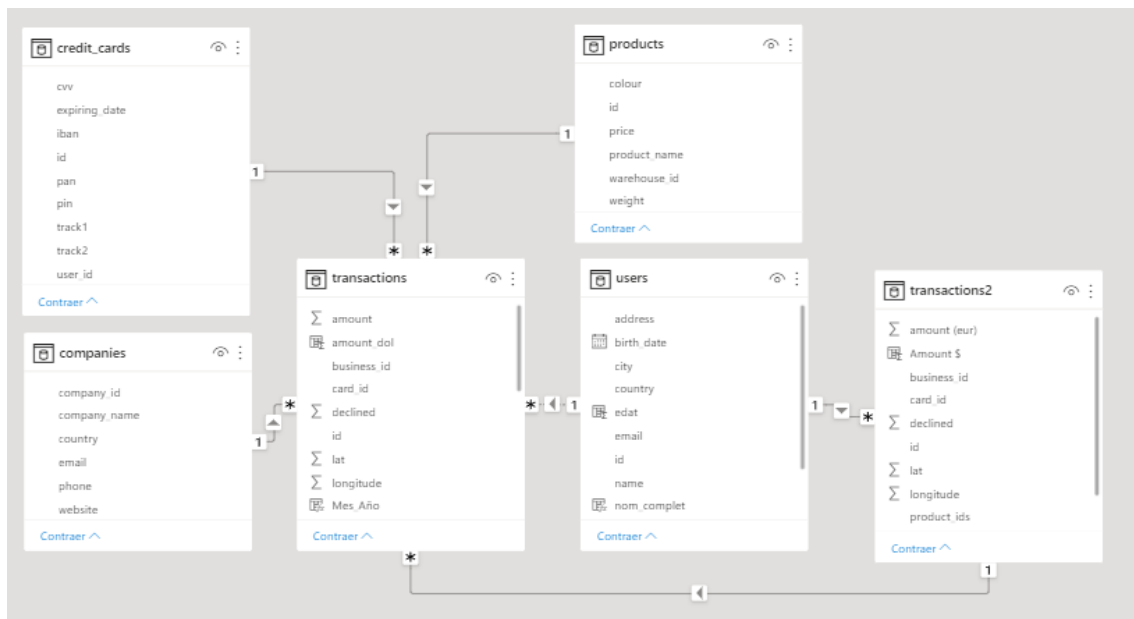 credit_cards
cvv
expiring_date
iban
id
pan
pin
track1
track2
user_id
Contraer
products
colour
id
price
product_name
warehouse_id
weight
Contraer
companies
company_id
company_name
country
email
phone
website
Contraer
transactions
amount
amount_dol
business_id
card_id
declined
id
lat
longitude
Mes_Año
Contraer
users
address
birth_date
city
country
edat
email
id
name
nom_complet
Contraer
transactions2
amount (eur)
Amount $
business_id
card_id
declined
id
lat
longitude
product_ids
Contraer
1
*
1
*
1
*
1
*
1
*
1
*